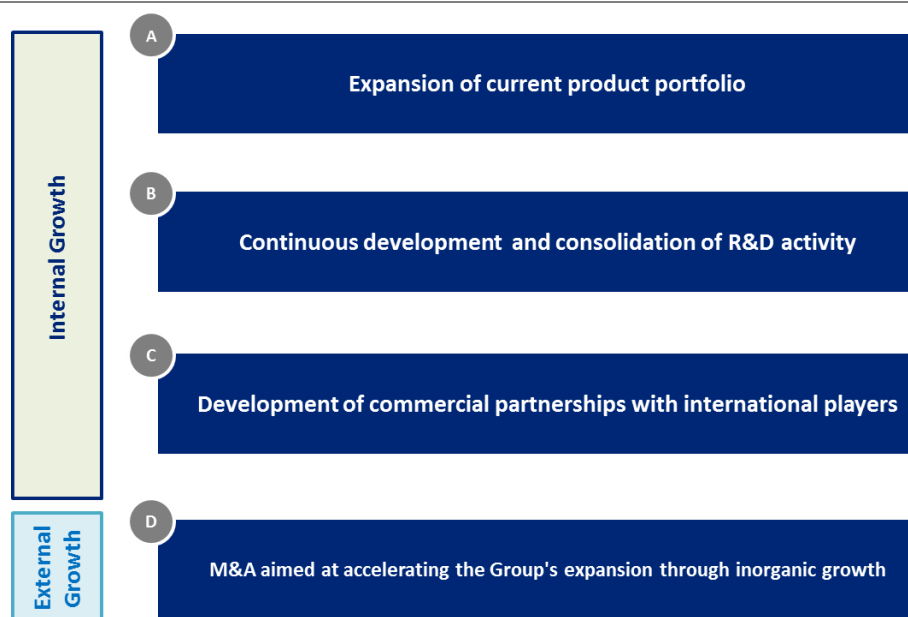 Internal Growth
A
Expansion of current product portfolio
B
Continuous development and consolidation of R&D activity
C
Development of commercial partnerships with international players
External
Growth
D
M&A aimed at accelerating the Group's expansion through inorganic growth